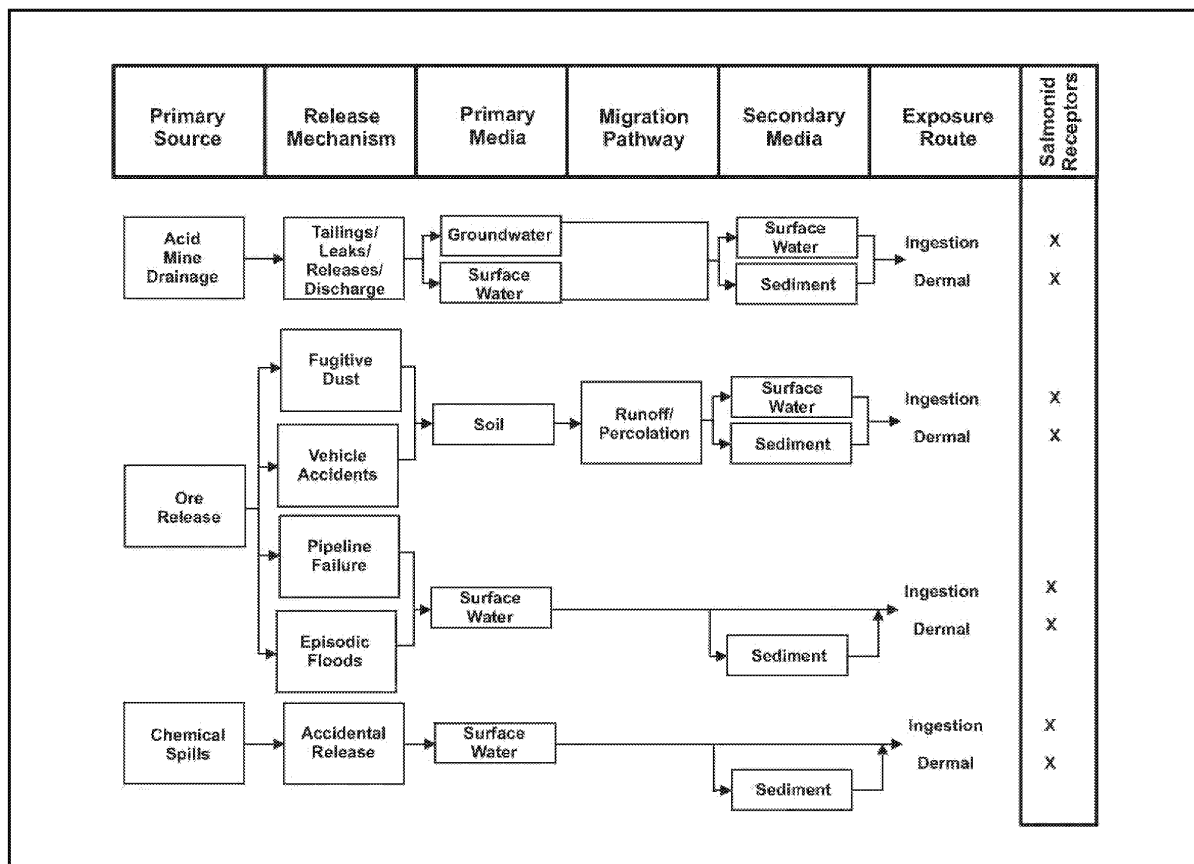 Primary
Source
Release
Mechanism
Primary
Media
Migration
Pathway
Secondary
Media
Exposure
Route
Salmonid
Receptors
Acid
Mine
Drainage
Tailings/
Leaks/
Releases/
Discharge
Groundwater
Surface
Water
Surface
Water
Sediment
Ingestion
X
Dermal
X
Ore
Release
Fugitive
Dust
Vehicle
Accidents
Soil
Runoff/
Percolation
Surface
Water
Sediment
Ingestion
X
Dermal
X
Pipeline
Failure
Episodic
Floods
Surface
Water
Sediment
Ingestion
X
Dermal
X
Chemical
Spills
Accidental
Release
Surface
Water
Sediment
Ingestion
X
Dermal
X